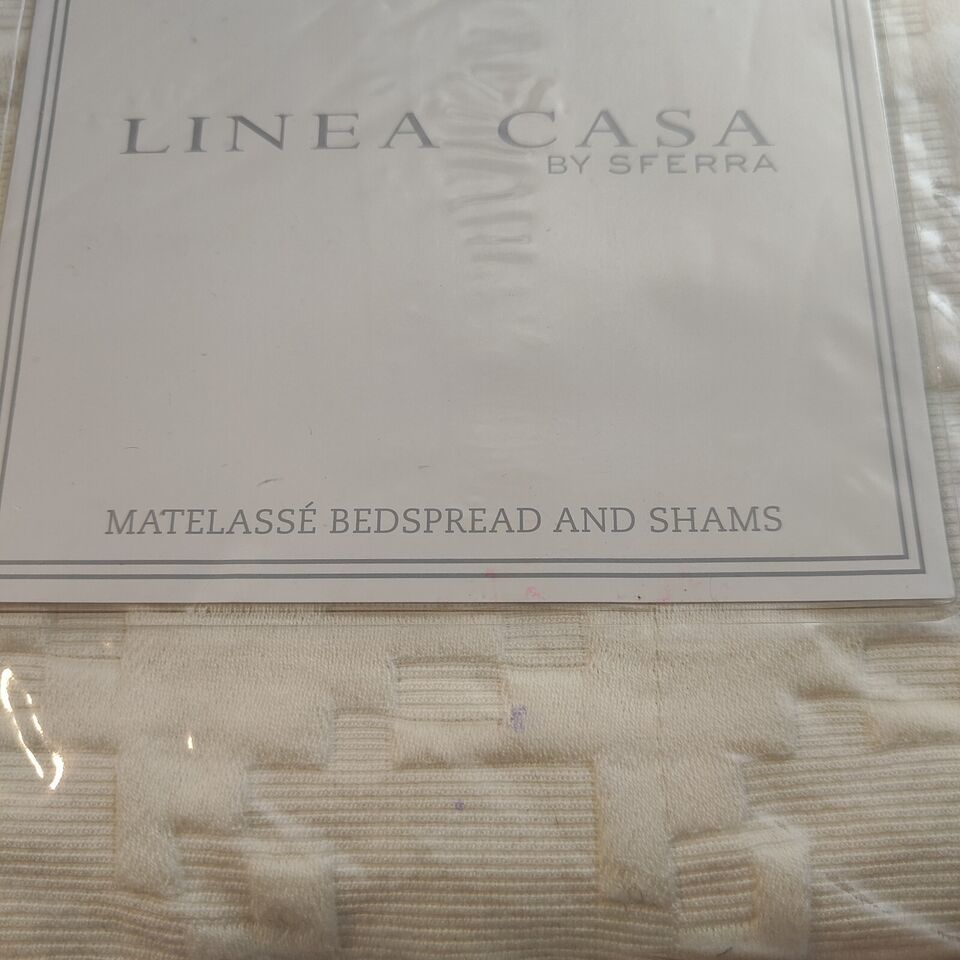 LINEA CASA
BY SFERRA
MATELASSÉ BEDSPREAD AND SHAMS